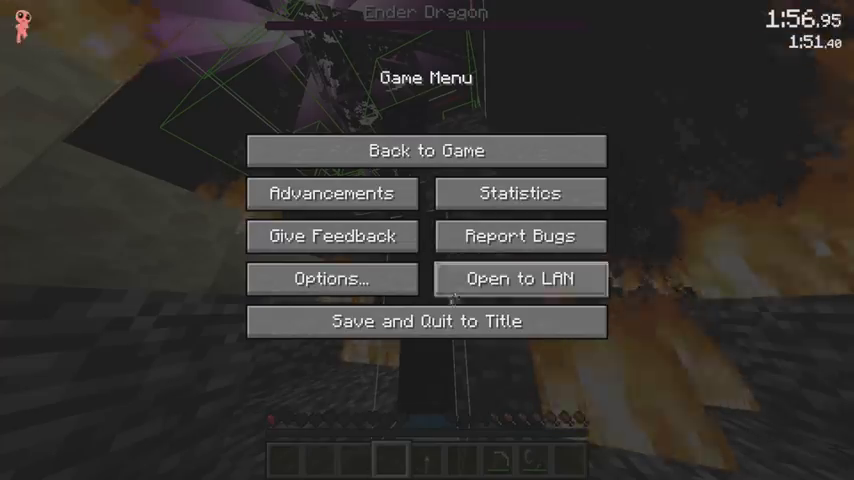 Ender Dragon
1:56.95
1:51.40
Game Menu
Back to Game
Advancements
Statistics
Give Feedback
Report Bugs
Options...
Open to LAN
Save and Quit to Title